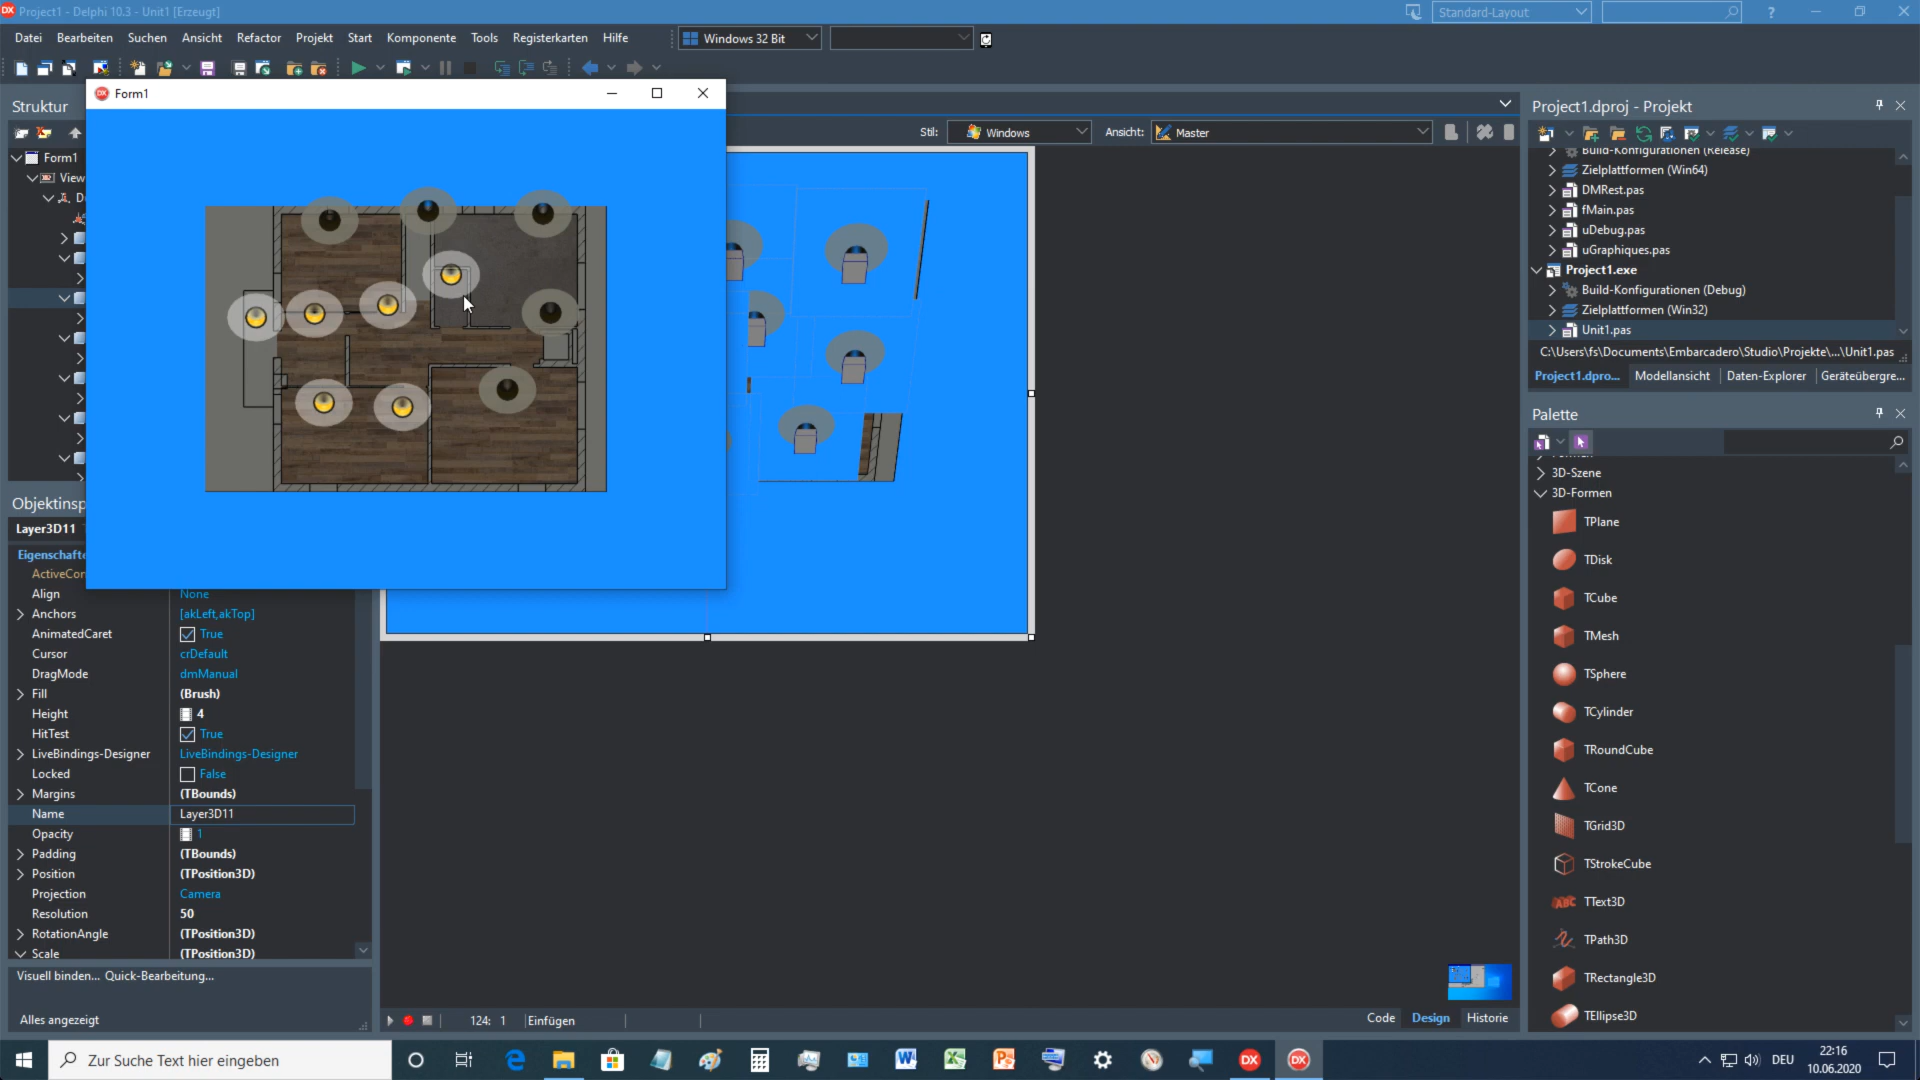 Project1 - Delphi 10.3 - Unit1 [Erzeugt]
Standard-Layout
Datei Bearbeiten Suchen Ansicht Refactor Projekt Start Komponente Tools Registerkarten Hilfe
Windows 32 Bit
Form1
Struktur
Form1
View
D
Stil: Windows Ansicht: Master
Project1.dproj - Projekt
Build-Konfigurationen (Release)
Zielplattformen (Win64)
DMRest.pas
fMain.pas
uDebug.pas
uGraphiques.pas
Project1.exe
Build-Konfigurationen (Debug)
Zielplattformen (Win32)
Unit1.pas
C:\Users\fs\Documents\Embarcadero\Studio\Projekte\...\Unit1.pas
Project1.dpro... Modellansicht Daten-Explorer Geräteübergre...
Palette
3D-Szene
3D-Formen
TPlane
TDisk
TCube
TMesh
TSphere
TCylinder
TRoundCube
TCone
TGrid3D
TStrokeCube
TText3D
TPath3D
TRectangle3D
TEllipse3D
Objektinsp
Layer3D11
Eigenschafte
ActiveCon
Align None
Anchors [akLeft,akTop]
AnimatedCaret True
Cursor crDefault
DragMode dmManual
Fill (Brush)
Height 4
HitTest True
LiveBindings-Designer LiveBindings-Designer
Locked False
Margins (TBounds)
Name Layer3D11
Opacity 1
Padding (TBounds)
Position (TPosition3D)
Projection Camera
Resolution 50
RotationAngle (TPosition3D)
Scale (TPosition3D)
Visuell binden... Quick-Bearbeitung...
Alles angezeigt
124: 1 Einfügen
Code Design Historie
Zur Suche Text hier eingeben
DEU
22:16
10.06.2020